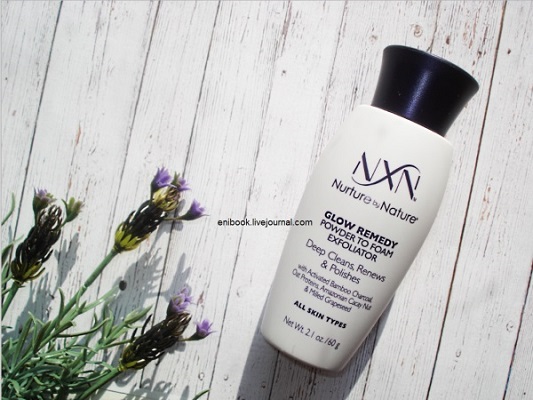 enibook.livejournal.com
NXN
Nurture by Nature®
GLOW REMEDY
POWDER TO FOAM
EXFOLIATOR
Deep Cleans, Renews
& Polishes
with Activated Bamboo Charcoal,
Oat Proteins, Amazonian Cacay Nut
& Milled Grapeseed
ALL SKIN TYPES
Net Wt. 2.1 oz./60 g